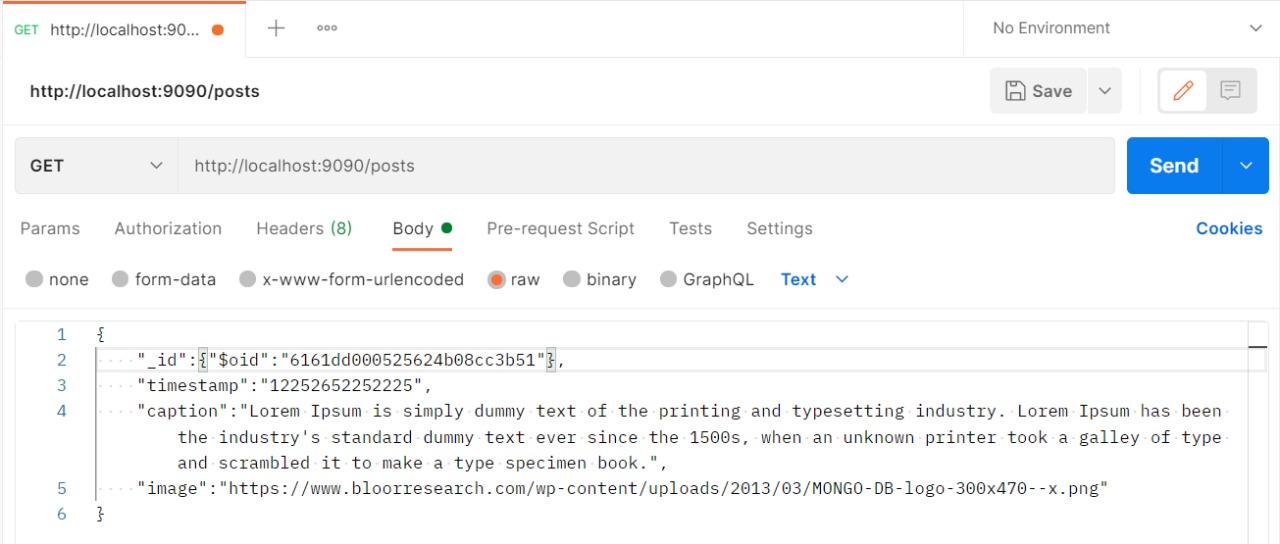 GET http://localhost:90...
No Environment
http://localhost:9090/posts
Save
GET http://localhost:9090/posts
Send
Params Authorization Headers (8) Body Pre-request Script Tests Settings Cookies
none form-data x-www-form-urlencoded raw binary GraphQL Text
1 {
2 "_id":{"$oid":"6161dd000525624b08cc3b51"},
3 "timestamp":"12252652252225",
4 "caption":"Lorem Ipsum is simply dummy text of the printing and typesetting industry. Lorem Ipsum has been
the industry's standard dummy text ever since the 1500s, when an unknown printer took a galley of type
and scrambled it to make a type specimen book.",
5 "image":"https://www.bloorresearch.com/wp-content/uploads/2013/03/MONGO-DB-logo-300x470--x.png"
6 }